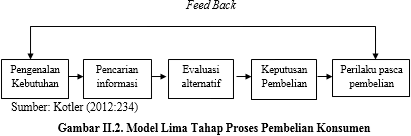 Feed Back
Pengenalan
Kebutuhan
Pencarian
informasi
Evaluasi
alternatif
Keputusan
Pembelian
Perilaku pasca
pembelian
Sumber: Kotler (2012:234)
Gambar II.2. Model Lima Tahap Proses Pembelian Konsumen